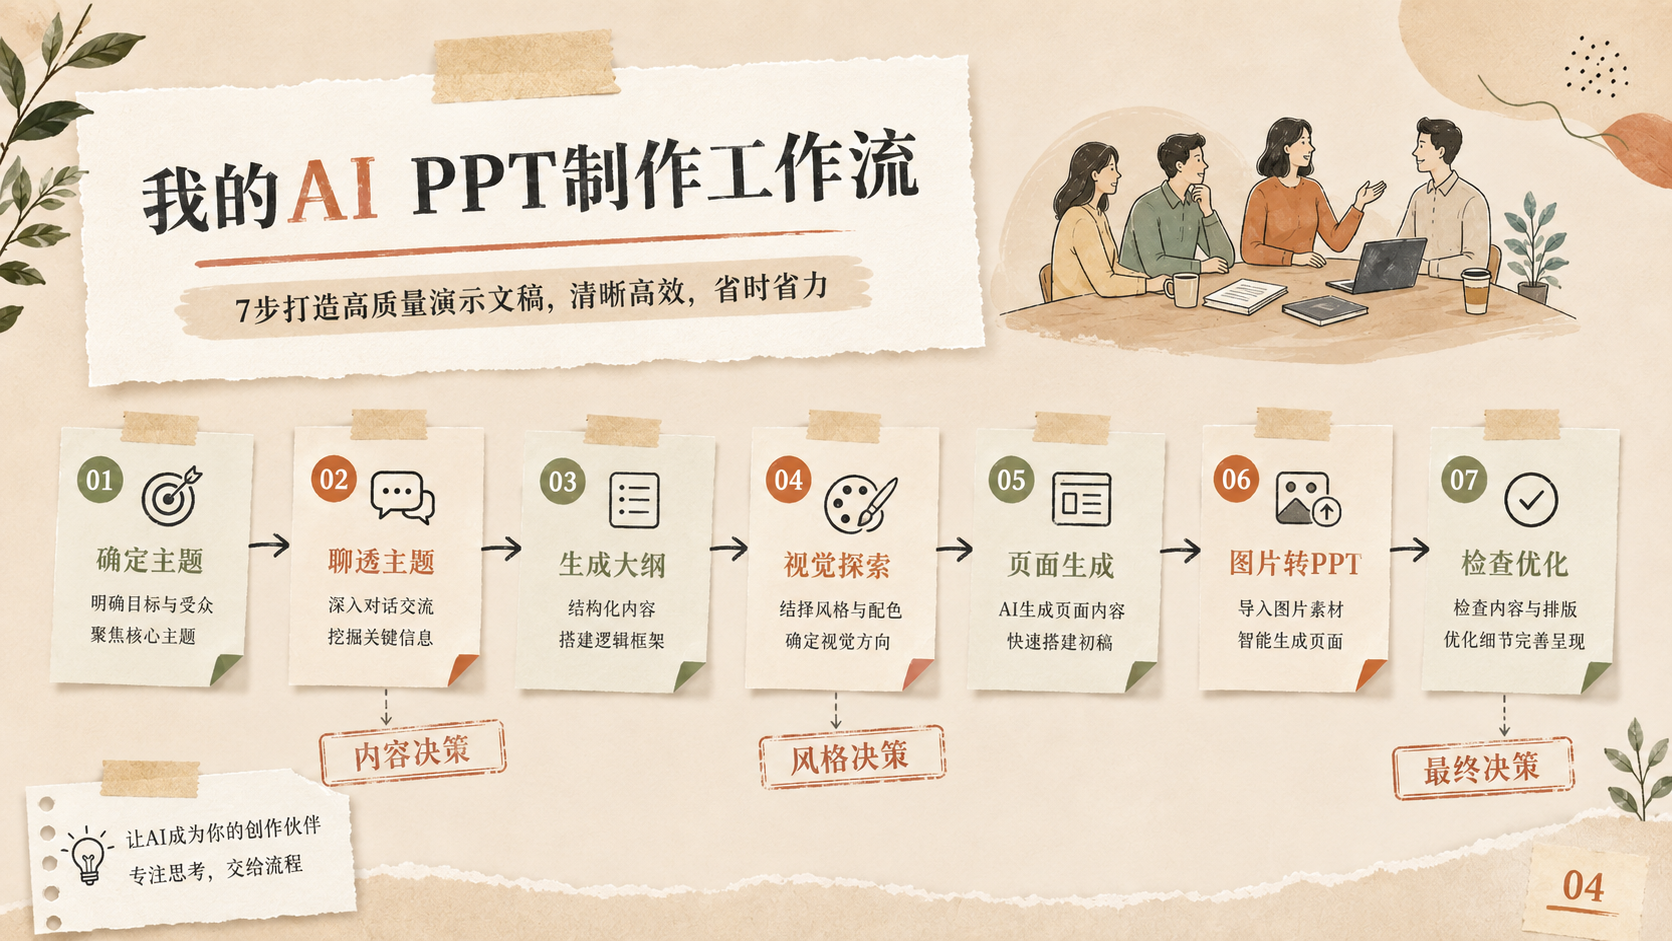 我的AI PPT制作工作流
7步打造高质量演示文稿，清晰高效，省时省力
01
确定主题
明确目标与受众
聚焦核心主题
02
聊透主题
深入对话交流
挖掘关键信息
内容决策
03
生成大纲
结构化内容
搭建逻辑框架
04
视觉探索
结择风格与配色
确定视觉方向
风格决策
05
页面生成
AI生成页面内容
快速搭建初稿
06
图片转PPT
导入图片素材
智能生成页面
07
检查优化
检查内容与排版
优化细节完善呈现
最终决策
让AI成为你的创作伙伴
专注思考，交给流程
04